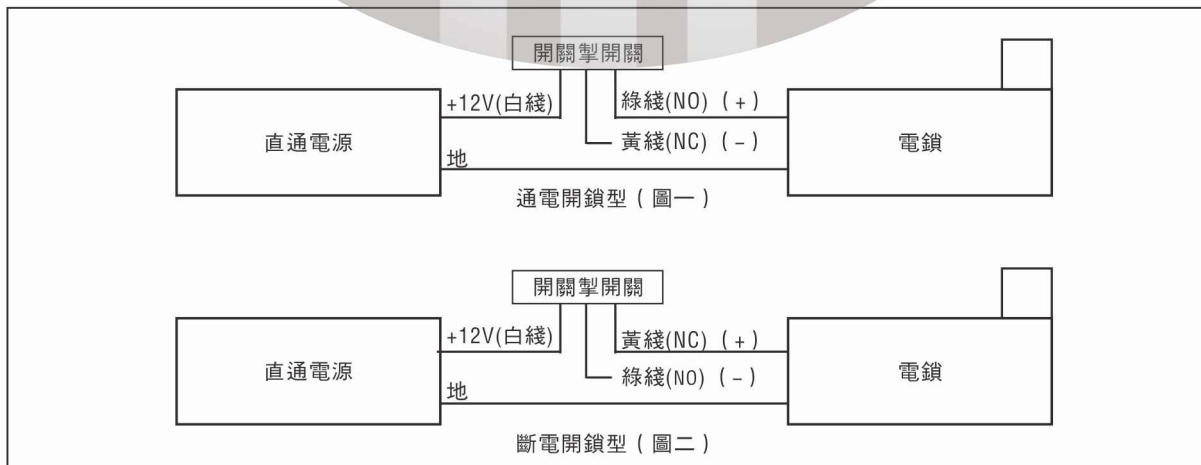 開關掣開關
+12V(白綫)
綠綫(NO)(+)
直通電源
黃綫(NC)(-)
電鎖
地
通電開鎖型(圖一)
開關掣開關
+12V(白綫)
黃綫(NC)(+)
直通電源
綠綫(NO)(-)
電鎖
地
斷電開鎖型(圖二)